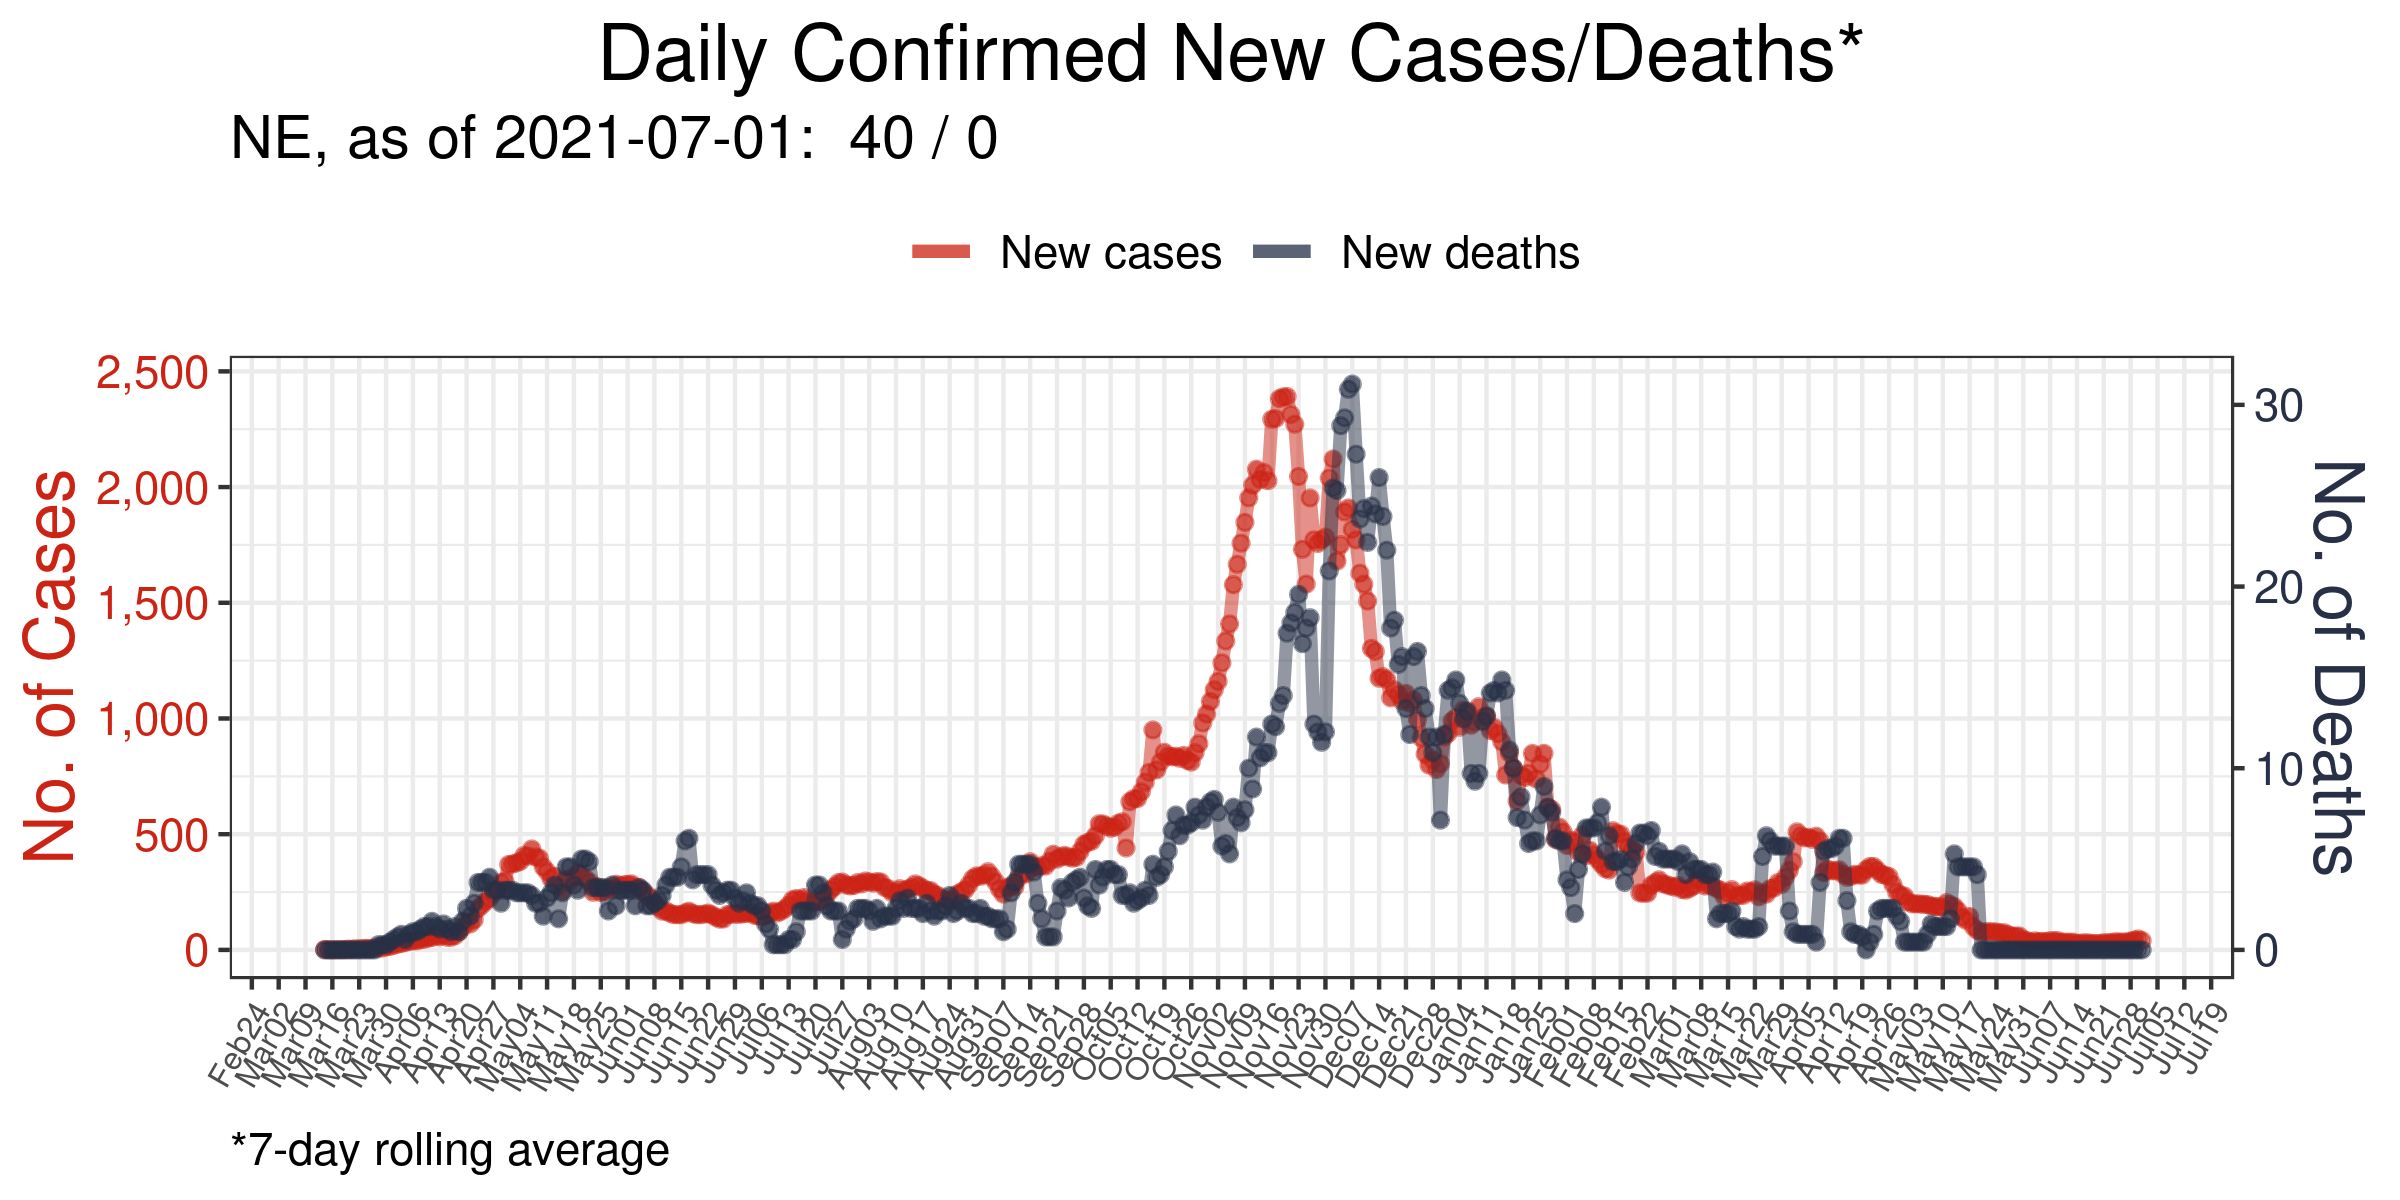 Daily Confirmed New Cases/Deaths*
NE, as of 2021-07-01:  40 / 0
New cases New deaths
No. of Cases
2,500
2,000
1,500
1,000
500
0
30
20
10
0
No. of Deaths
Feb24 Mar02 Mar09 Mar16 Mar23 Mar30 Apr06 Apr13 Apr20 Apr27 May04 May11 May18 May25 Jun01 Jun08 Jun15 Jun22 Jun29 Jul06 Jul13 Jul20 Jul27 Aug03 Aug10 Aug17 Aug24 Aug31 Sep07 Sep14 Sep21 Sep28 Oct05 Oct12 Oct19 Oct26 Nov02 Nov09 Nov16 Nov23 Nov30 Dec07 Dec14 Dec21 Dec28 Jan04 Jan11 Jan18 Jan25 Feb01 Feb08 Feb15 Feb22 Mar01 Mar08 Mar15 Mar22 Mar29 Apr05 Apr12 Apr19 Apr26 May03 May10 May17 May24 May31 Jun07 Jun14 Jun21 Jun28 Jul05 Jul12 Jul19
*7-day rolling average